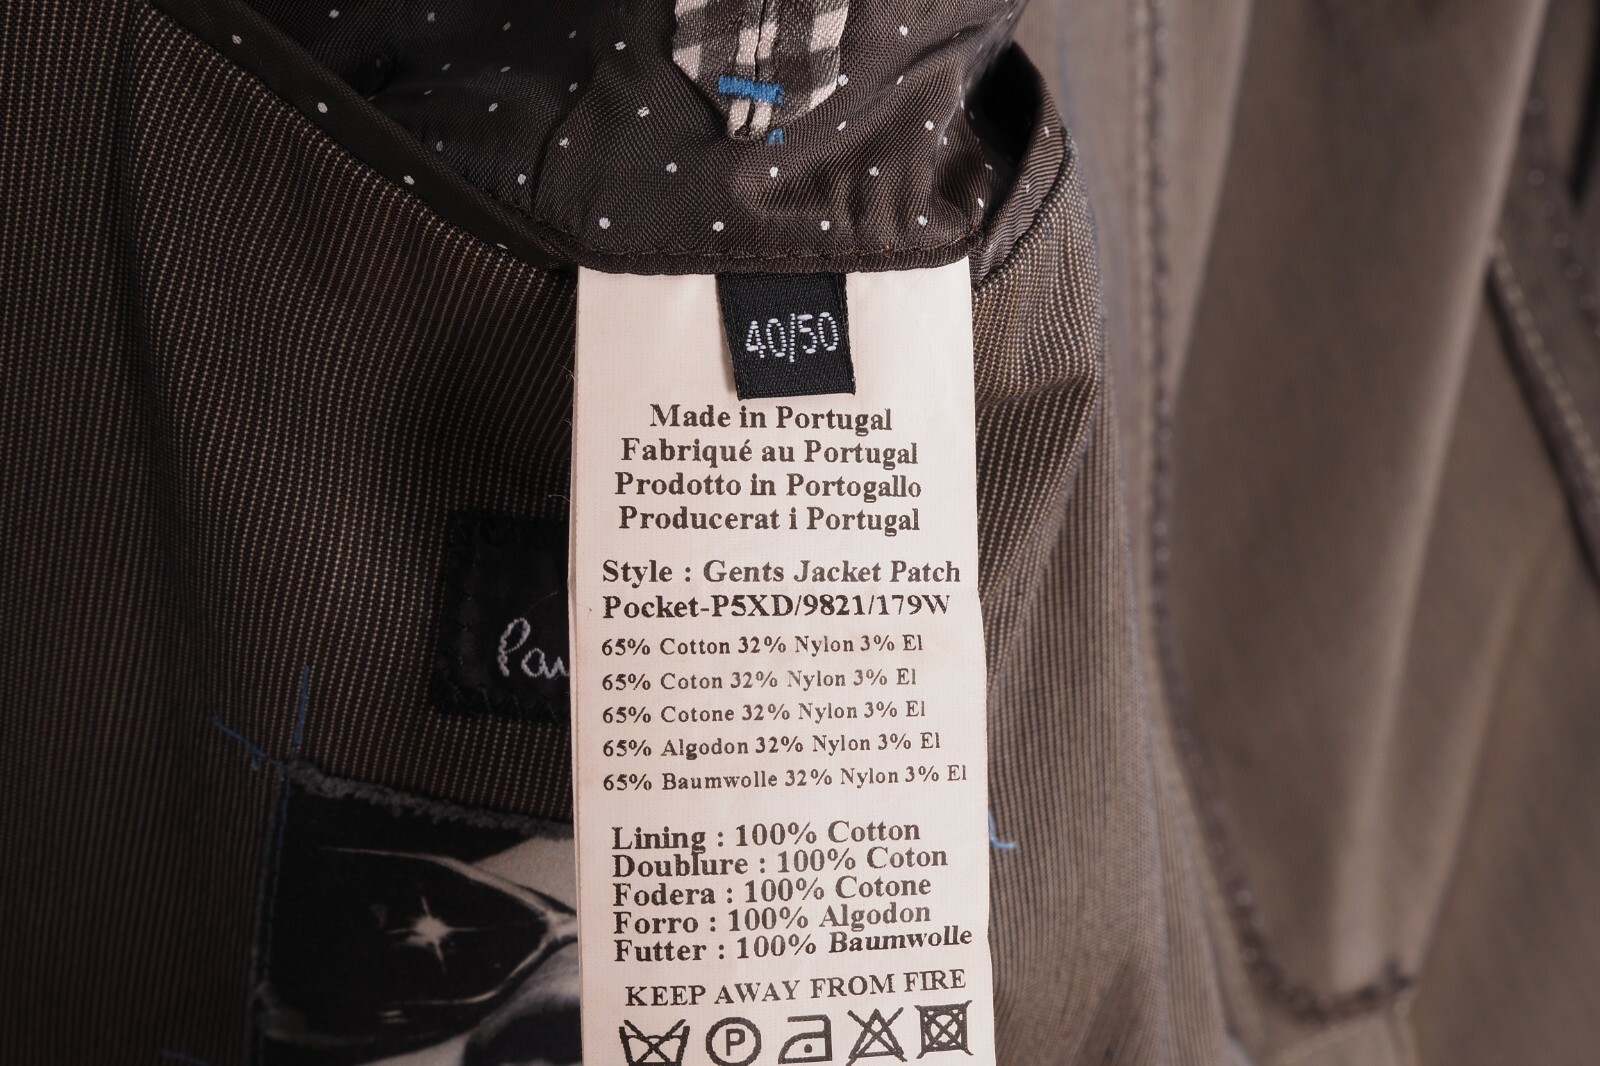 40/50
Made in Portugal
Fabriqué au Portugal
Prodotto in Portogallo
Producerat i Portugal
Style : Gents Jacket Patch
Pocket-P5XD/9821/179W
65% Cotton 32% Nylon 3% El
65% Coton 32% Nylon 3% El
65% Cotone 32% Nylon 3% El
65% Algodon 32% Nylon 3% El
65% Baumwolle 32% Nylon 3% El
Lining : 100% Cotton
Doublure : 100% Coton
Fodera : 100% Cotone
Forro : 100% Algodon
Futter : 100% Baumwolle
KEEP AWAY FROM FIRE
P
Pau